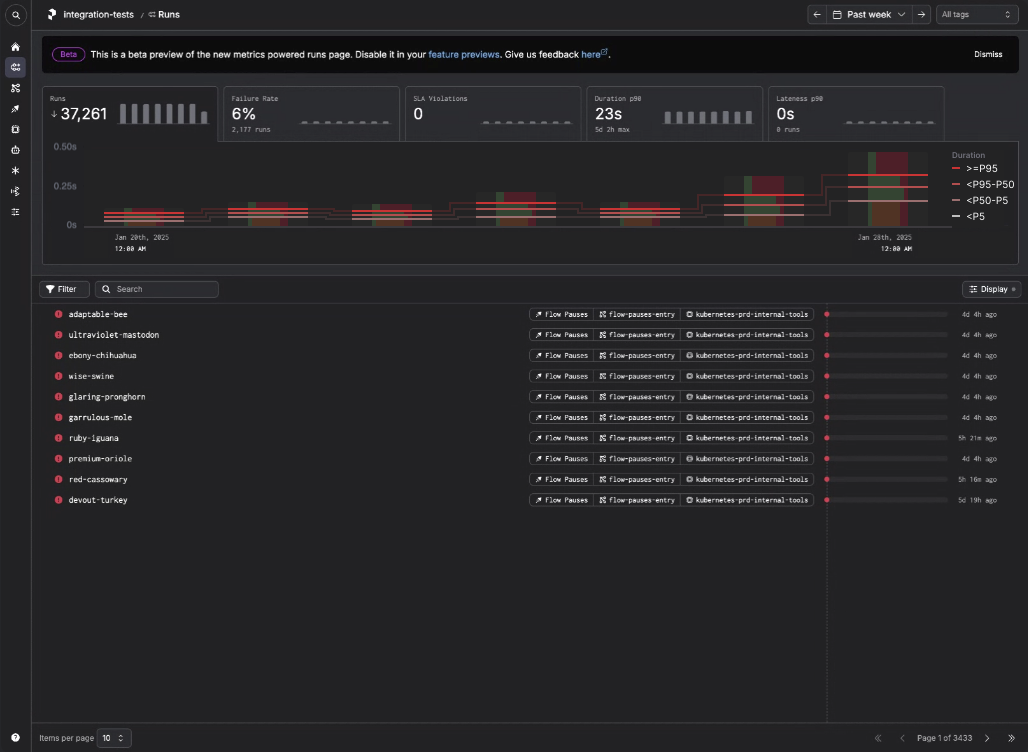 integration-tests / Runs
Past week
All tags
Beta This is a beta preview of the new metrics powered runs page. Disable it in your feature previews. Give us feedback here.
Dismiss
Runs
↓ 37,261
Failure Rate
6%
2,177 runs
SLA Violations
0
Duration p90
23s
5d 2h max
Lateness p90
0s
0 runs
0.50s
0.25s
0s
Jan 20th, 2025
12:00 AM
Jan 28th, 2025
12:00 AM
Duration
>=P95
<P95-P50
<P50-P5
<P5
Filter
Search
Display
adaptable-bee Flow Pauses flow-pauses-entry kubernetes-prd-internal-tools 4d 4h ago
ultraviolet-mastodon Flow Pauses flow-pauses-entry kubernetes-prd-internal-tools 4d 4h ago
ebony-chihuahua Flow Pauses flow-pauses-entry kubernetes-prd-internal-tools 4d 4h ago
wise-swine Flow Pauses flow-pauses-entry kubernetes-prd-internal-tools 4d 4h ago
glaring-pronghorn Flow Pauses flow-pauses-entry kubernetes-prd-internal-tools 4d 4h ago
garrulous-mole Flow Pauses flow-pauses-entry kubernetes-prd-internal-tools 4d 4h ago
ruby-iguana Flow Pauses flow-pauses-entry kubernetes-prd-internal-tools 5h 21m ago
premium-oriole Flow Pauses flow-pauses-entry kubernetes-prd-internal-tools 4d 4h ago
red-cassowary Flow Pauses flow-pauses-entry kubernetes-prd-internal-tools 5h 16m ago
devout-turkey Flow Pauses flow-pauses-entry kubernetes-prd-internal-tools 5d 19h ago
Items per page 10
Page 1 of 3433